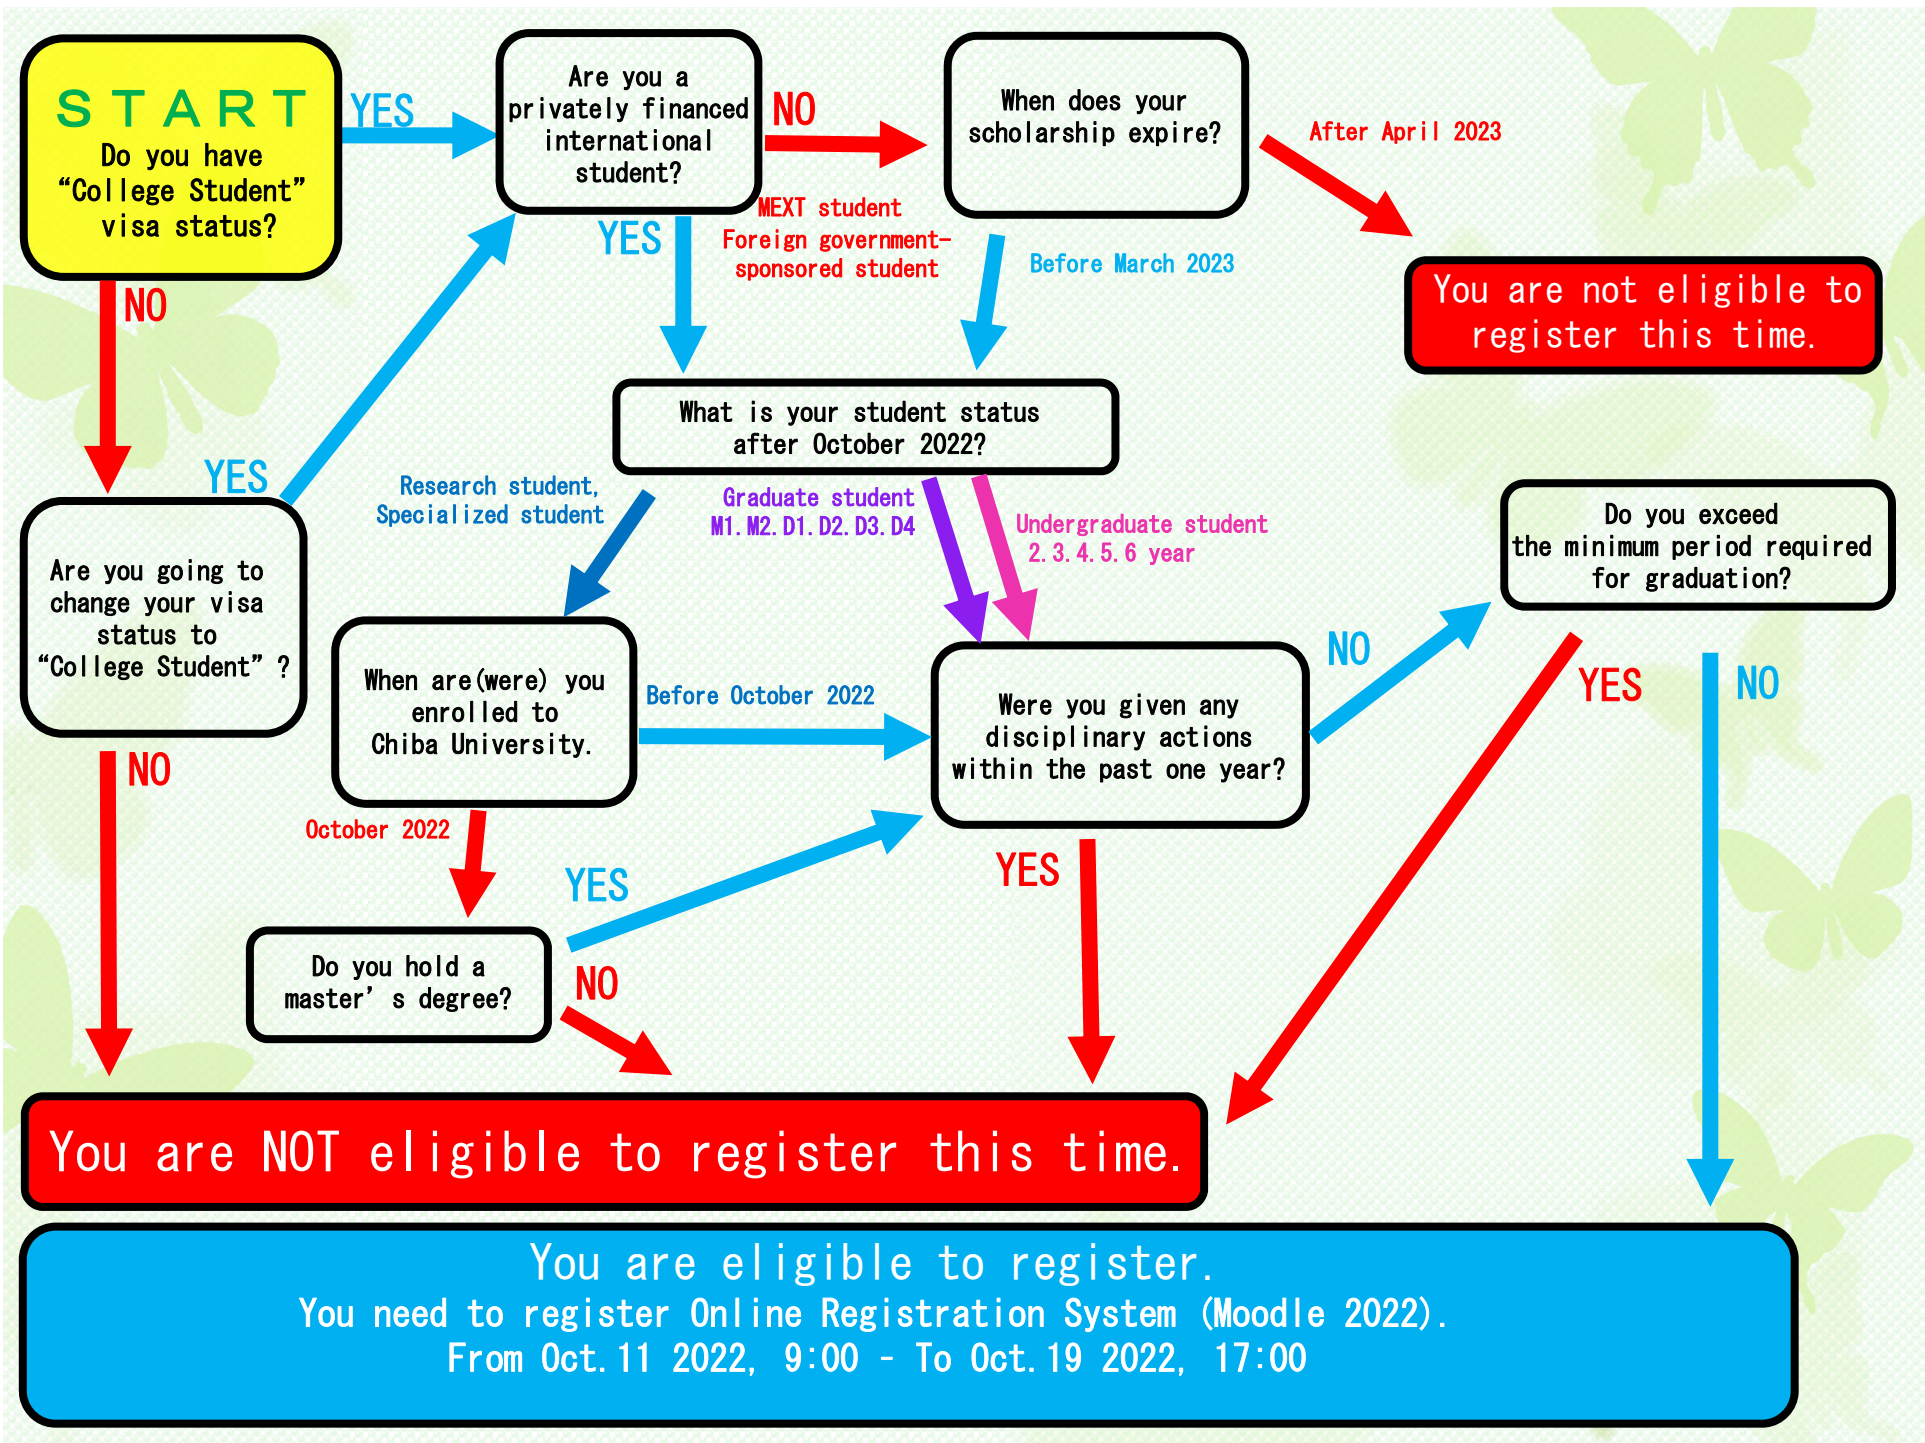 START
Do you have
“College Student”
visa status?
YES
NO
Are you a
privately financed
international
student?
NO
YES
MEXT student
Foreign government-
sponsored student
When does your
scholarship expire?
After April 2023
Before March 2023
You are not eligible to
register this time.
What is your student status
after October 2022?
Research student,
Specialized student
Graduate student
M1.M2.D1.D2.D3.D4
Undergraduate student
2.3.4.5.6 year
YES
Are you going to
change your visa
status to
“College Student” ?
NO
When are(were) you
enrolled to
Chiba University.
Before October 2022
October 2022
Were you given any
disciplinary actions
within the past one year?
NO
YES
Do you exceed
the minimum period required
for graduation?
YES
NO
Do you hold a
master’s degree?
YES
NO
You are NOT eligible to register this time.
You are eligible to register.
You need to register Online Registration System (Moodle 2022).
From Oct.11 2022, 9:00 - To Oct.19 2022, 17:00